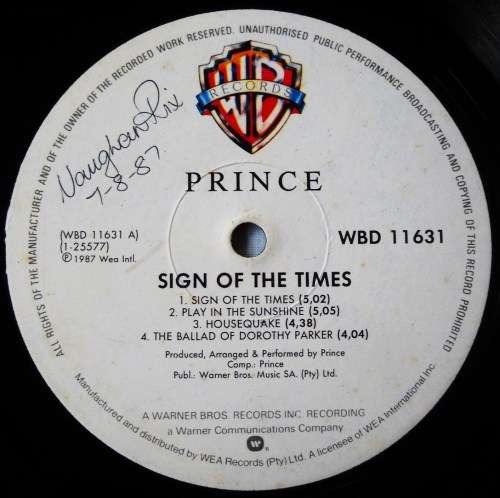 ALL RIGHTS OF THE MANUFACTURER AND OF THE OWNER OF THE RECORDED WORK RESERVED. UNAUTHORISED PUBLIC PERFORMANCE BROADCASTING AND COPYING OF THIS RECORD PROHIBITED
WB
RECORDS
Vaughan Rix
7-8-87.
PRINCE
(WBD 11631 A)
(1-25577)
℗1987 Wea Intl.
WBD 11631
SIGN OF THE TIMES
1. SIGN OF THE TIMES (5,02)
2. PLAY IN THE SUNSHINE (5,05)
3. HOUSEQUAKE (4,38)
4. THE BALLAD OF DOROTHY PARKER (4,04)
Produced, Arranged & Performed by Prince
Comp.: Prince
Publ.: Warner Bros. Music SA. (Pty) Ltd.
A WARNER BROS. RECORDS INC. RECORDING
a Warner Communications Company
Manufactured and distributed by WEA Records (Pty) Ltd. A licensee of WEA International Inc